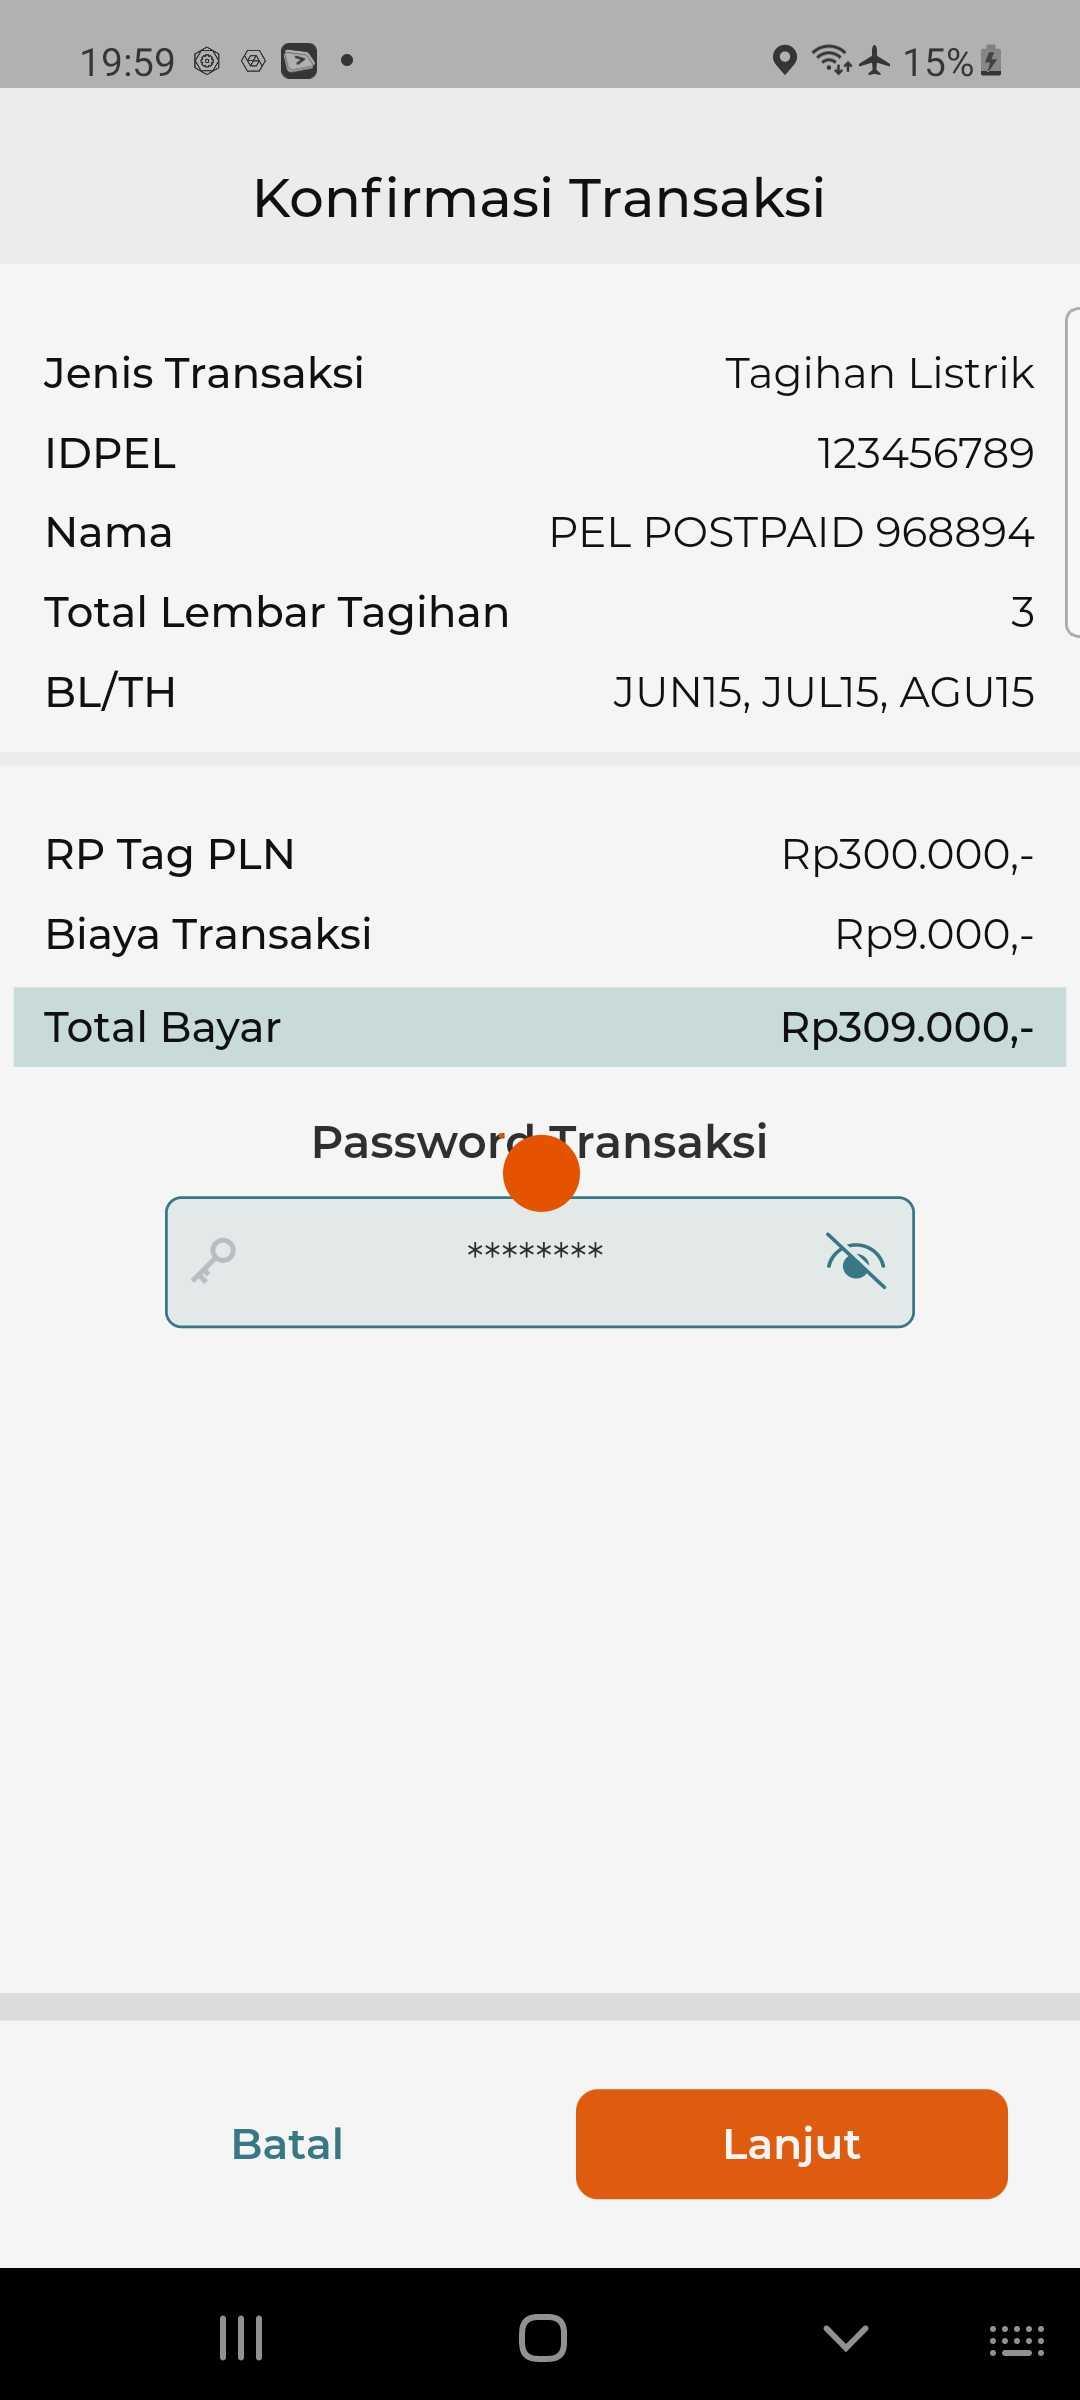 19:59 15%
Konfirmasi Transaksi
Jenis Transaksi Tagihan Listrik
IDPEL 123456789
Nama PEL POSTPAID 968894
Total Lembar Tagihan 3
BL/TH JUN15, JUL15, AGU15
RP Tag PLN Rp300.000,-
Biaya Transaksi Rp9.000,-
Total Bayar Rp309.000,-
Password Transaksi
********
Batal Lanjut